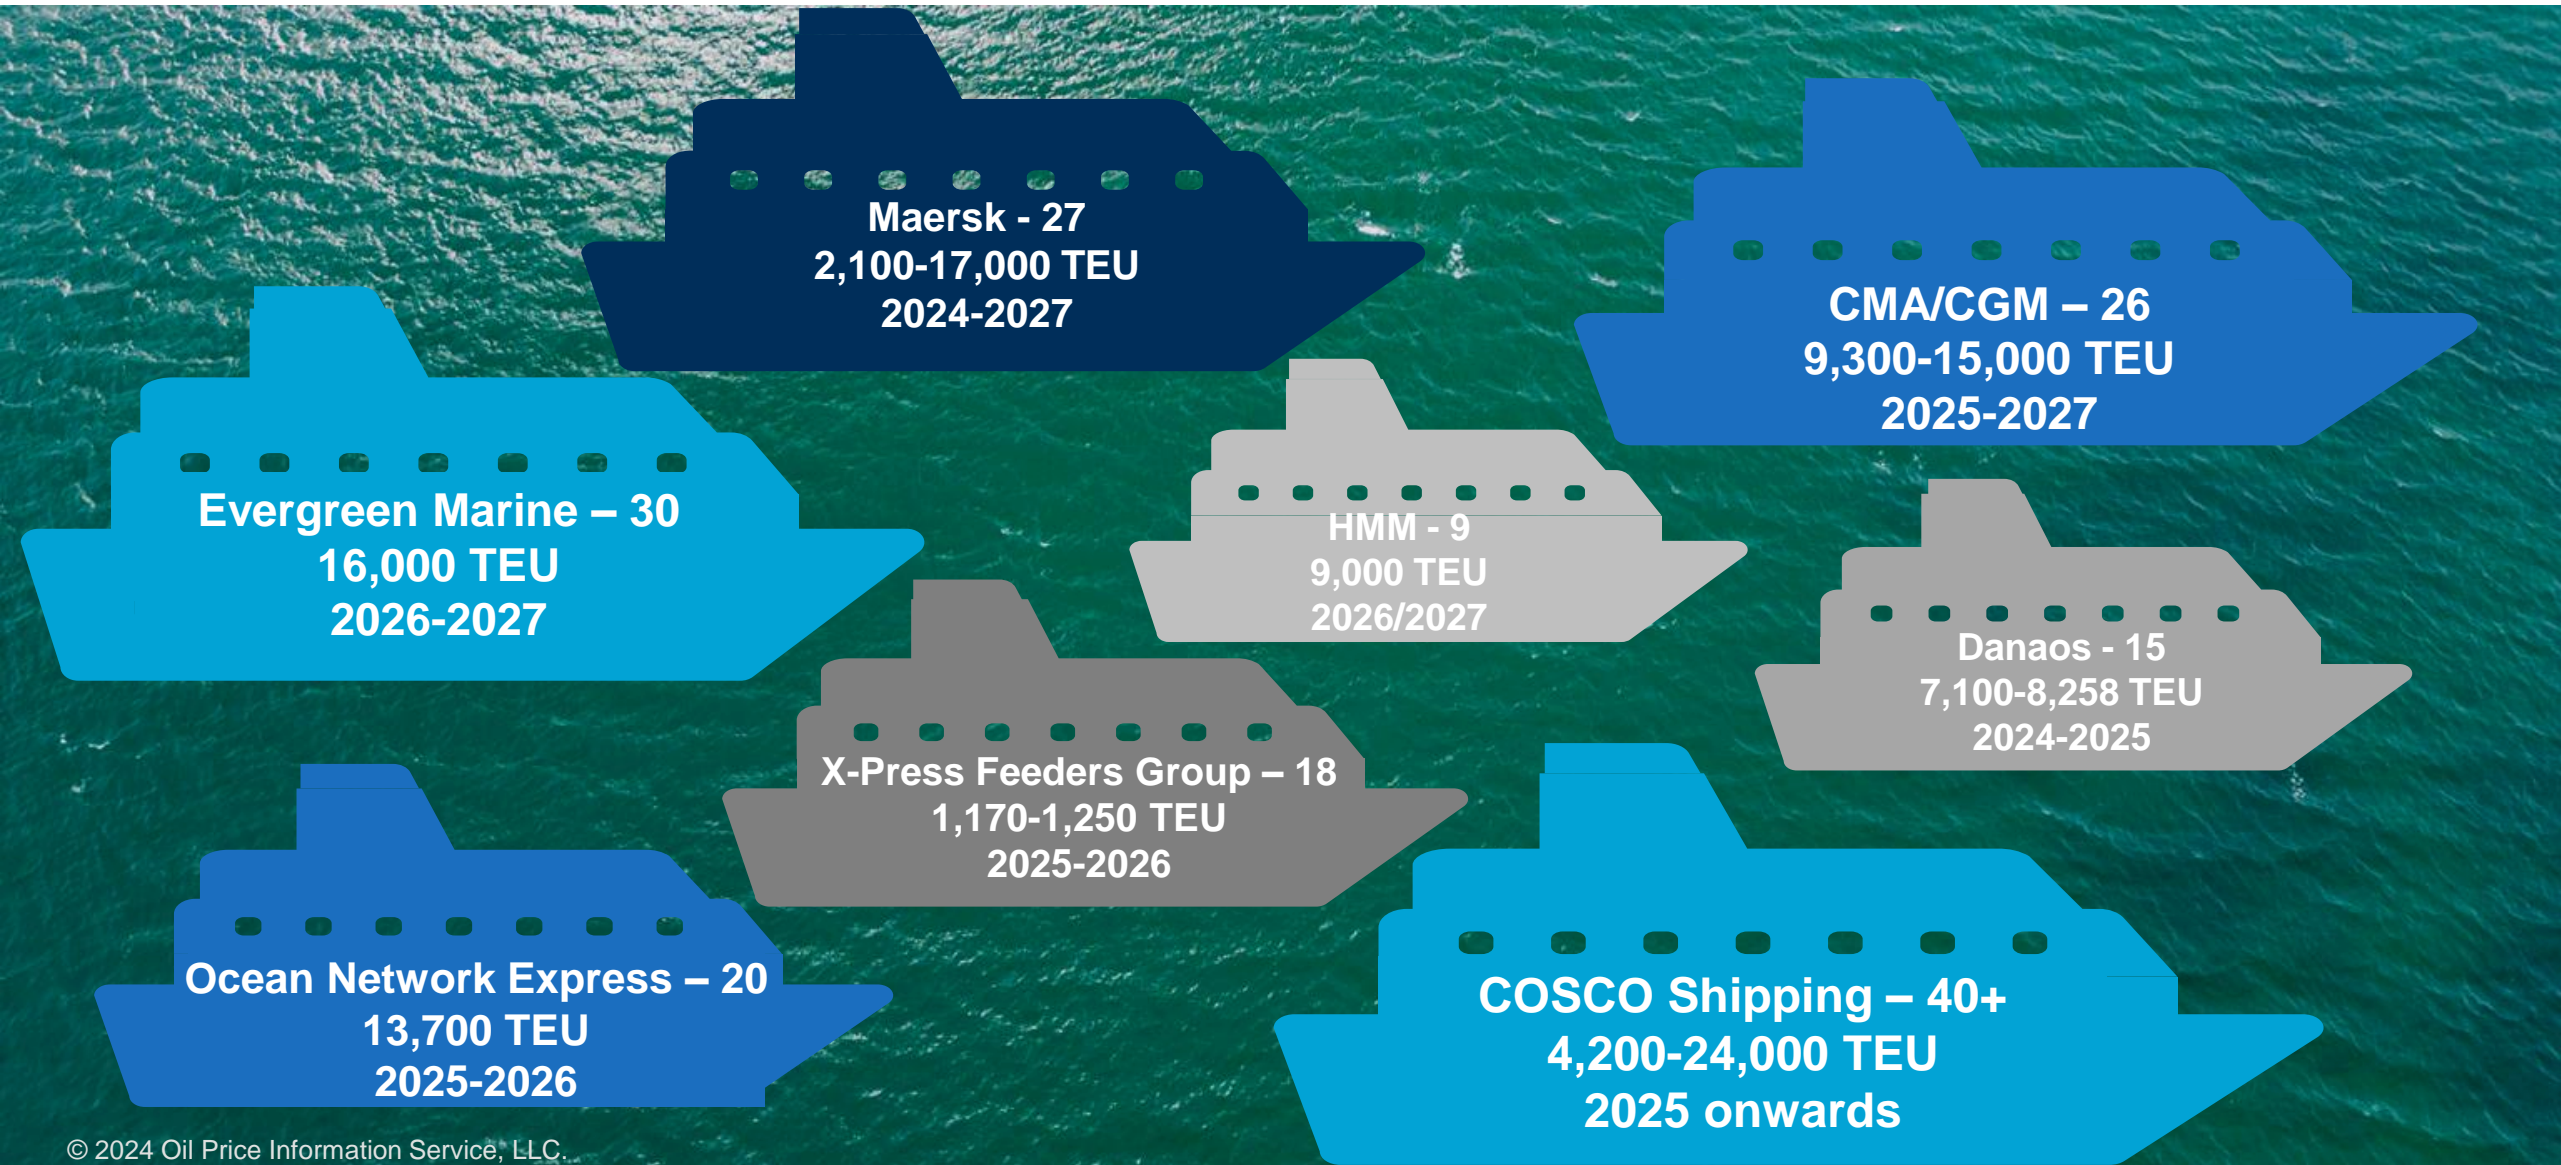 Maersk - 27
2,100-17,000 TEU
2024-2027
CMA/CGM – 26
9,300-15,000 TEU
2025-2027
Evergreen Marine – 30
16,000 TEU
2026-2027
HMM - 9
9,000 TEU
2026/2027
Danaos - 15
7,100-8,258 TEU
2024-2025
X-Press Feeders Group – 18
1,170-1,250 TEU
2025-2026
Ocean Network Express – 20
13,700 TEU
2025-2026
COSCO Shipping – 40+
4,200-24,000 TEU
2025 onwards
© 2024 Oil Price Information Service, LLC.